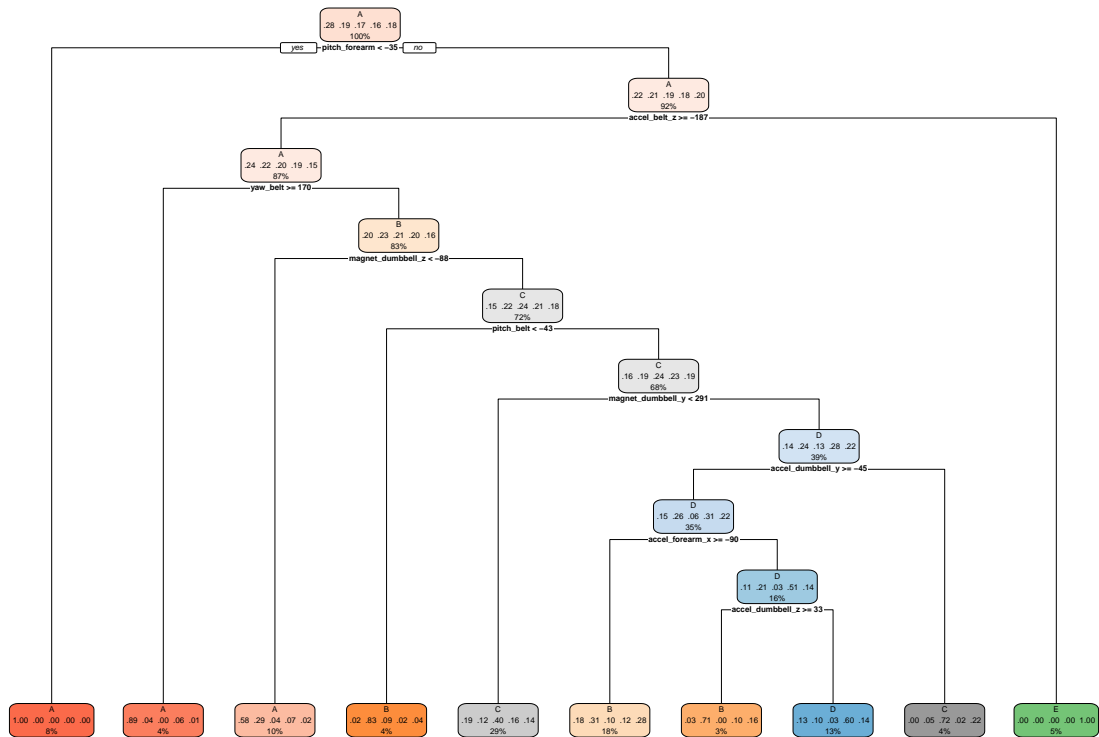 A
.28 .19 .17 .16 .18
100%
yes pitch_forearm < −35 no
A
.22 .21 .19 .18 .20
92%
accel_belt_z >= −187
A
.24 .22 .20 .19 .15
87%
yaw_belt >= 170
B
.20 .23 .21 .20 .16
83%
magnet_dumbbell_z < −88
C
.15 .22 .24 .21 .18
72%
pitch_belt < −43
C
.16 .19 .24 .23 .19
68%
magnet_dumbbell_y < 291
D
.14 .24 .13 .28 .22
39%
accel_dumbbell_y >= −45
D
.15 .26 .06 .31 .22
35%
accel_forearm_x >= −90
D
.11 .21 .03 .51 .14
16%
accel_dumbbell_z >= 33
A
1.00 .00 .00 .00 .00
8%
A
.89 .04 .00 .06 .01
4%
A
.58 .29 .04 .07 .02
10%
B
.02 .83 .09 .02 .04
4%
C
.19 .12 .40 .16 .14
29%
B
.18 .31 .10 .12 .28
18%
B
.03 .71 .00 .10 .16
3%
D
.13 .10 .03 .60 .14
13%
C
.00 .05 .72 .02 .22
4%
E
.00 .00 .00 .00 1.00
5%